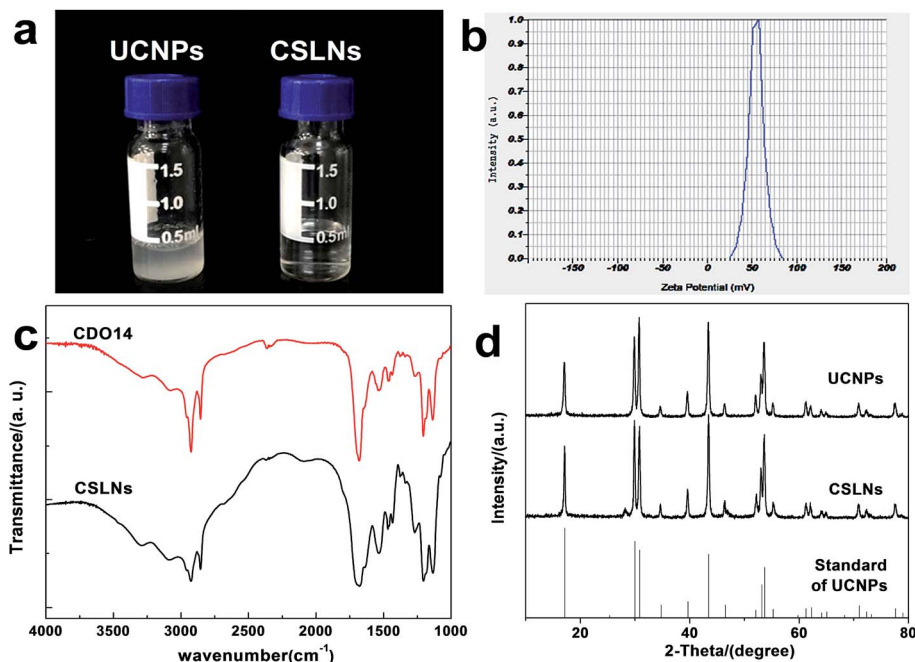 a
UCNPs
CSLNs
1.5
1.0
0.5ml
1.5
1.0
0.5ml
b
1.0
0.9
0.8
0.7
0.6
0.5
0.4
0.3
0.2
0.1
0.0
Intensity (a.u.)
-150
-100
-50
0
50
100
150
200
Zeta Potential (mV)
c
CDO14
CSLNs
Transmittance/(a. u.)
4000
3500
3000
2500
2000
1500
1000
wavenumber(cm-1)
d
UCNPs
CSLNs
Standard
of UCNPs
Intensity/(a.u.)
20
40
60
80
2-Theta/(degree)